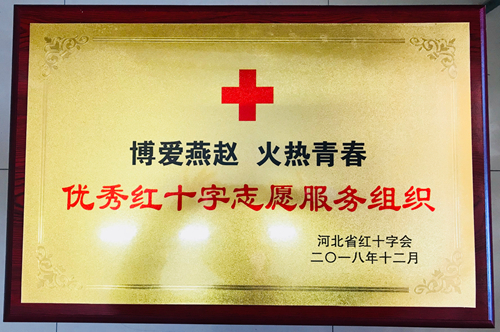 博爱燕赵 火热青春
优秀红十字志愿服务组织
河北省红十字会
二〇一八年十二月